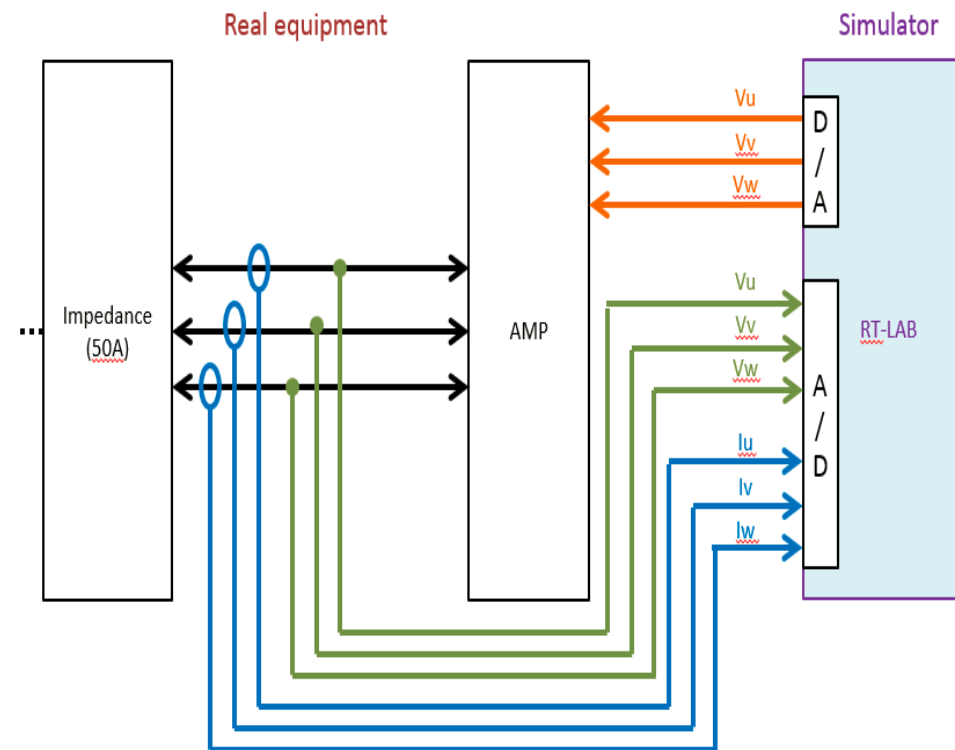 Real equipment
Simulator
Vu
Vv
Vw
D
/
A
Impedance
(50A)
AMP
Vu
Vv
Vw
Iu
Iv
Iw
A
/
D
RT-LAB